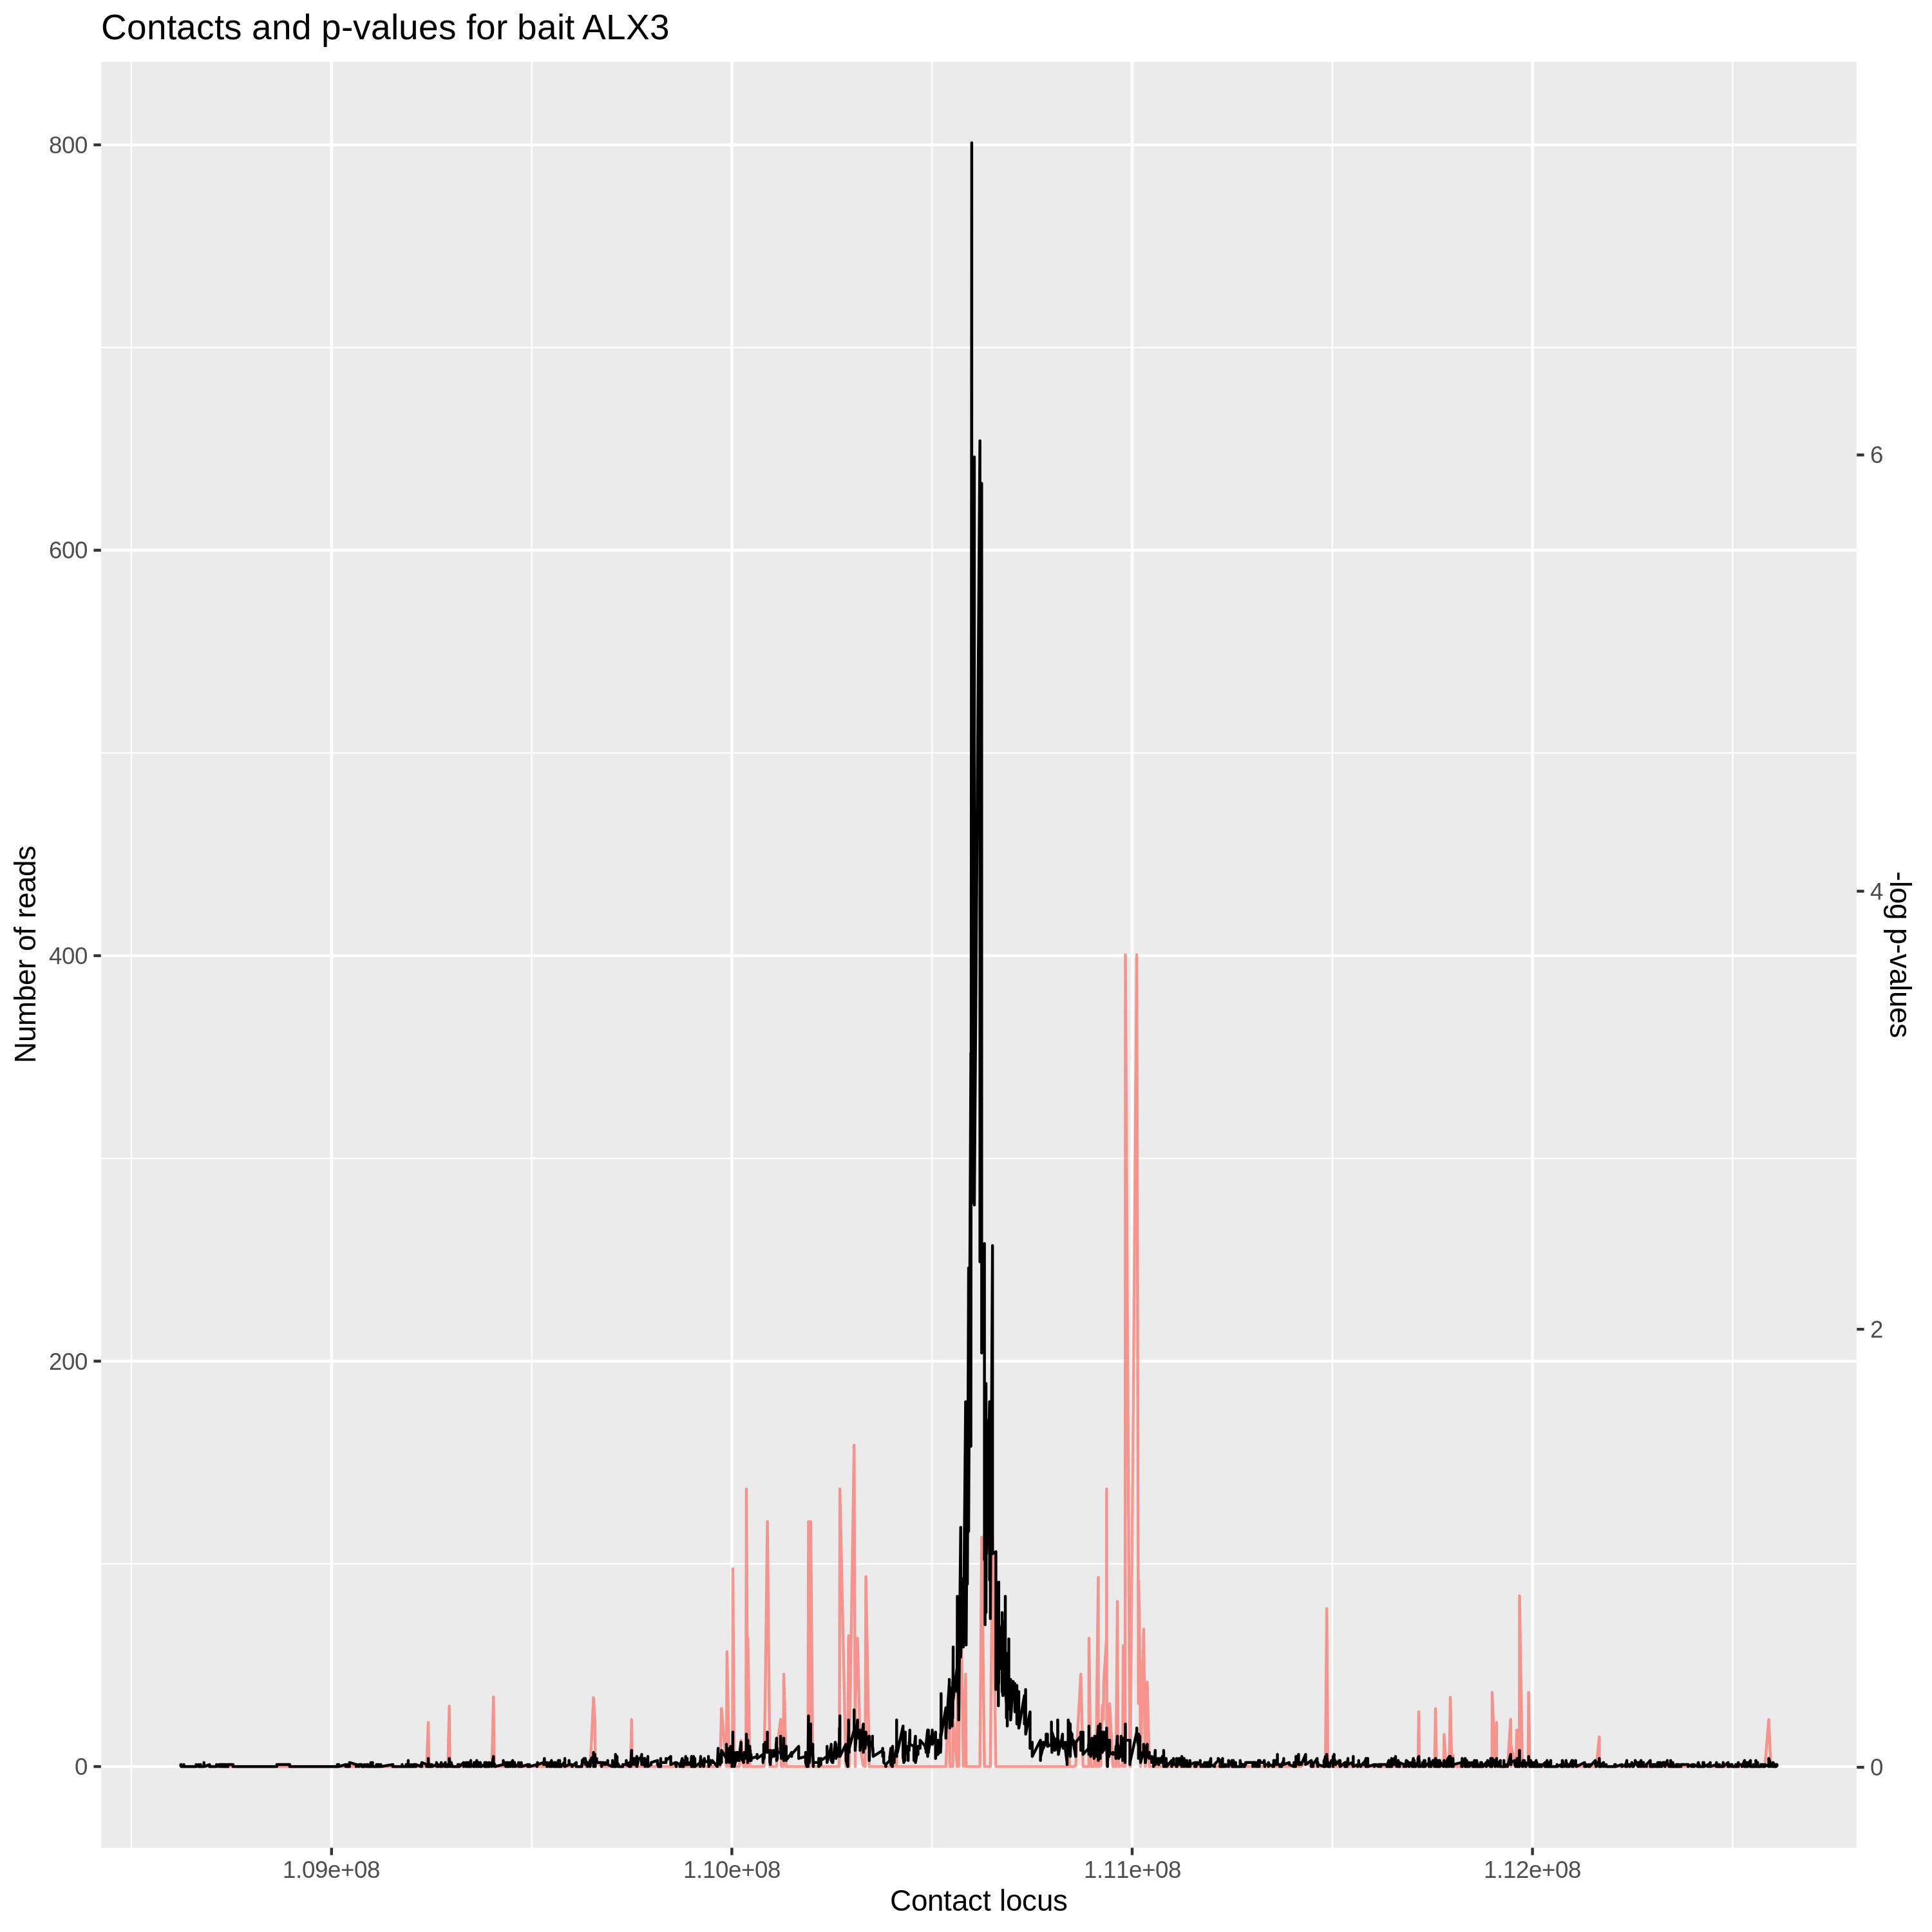 Contacts and p-values for bait ALX3
800
600
400
200
0
Number of reads
6
4
2
0
-log p-values
1.09e+08
1.10e+08
1.11e+08
1.12e+08
Contact locus